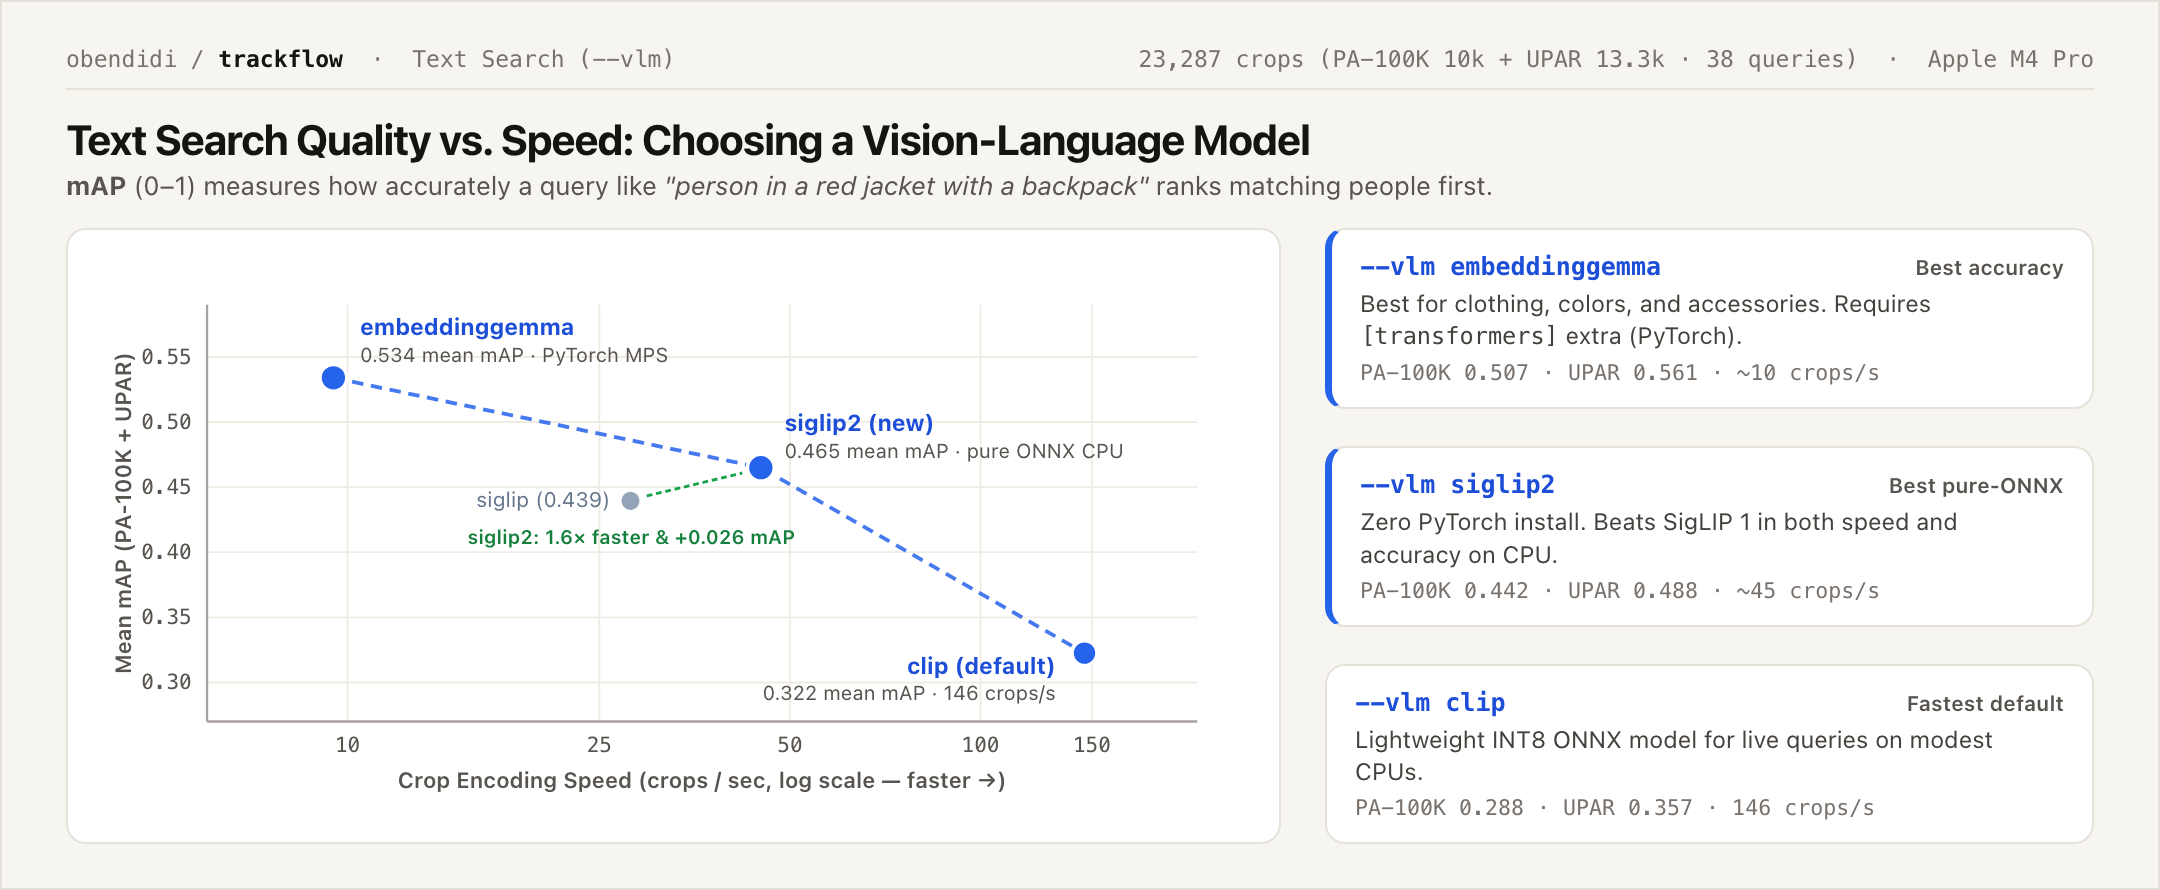 obendidi / trackflow · Text Search (--vlm)
23,287 crops (PA-100K 10k + UPAR 13.3k · 38 queries) · Apple M4 Pro
Text Search Quality vs. Speed: Choosing a Vision-Language Model
mAP (0–1) measures how accurately a query like "person in a red jacket with a backpack" ranks matching people first.
Mean mAP (PA-100K + UPAR)
0.55
0.50
0.45
0.40
0.35
0.30
embeddinggemma
0.534 mean mAP · PyTorch MPS
siglip2 (new)
0.465 mean mAP · pure ONNX CPU
siglip (0.439)
siglip2: 1.6× faster & +0.026 mAP
clip (default)
0.322 mean mAP · 146 crops/s
10
25
50
100
150
Crop Encoding Speed (crops / sec, log scale — faster →)
--vlm embeddinggemma
Best accuracy
Best for clothing, colors, and accessories. Requires
[transformers] extra (PyTorch).
PA-100K 0.507 · UPAR 0.561 · ~10 crops/s
--vlm siglip2
Best pure-ONNX
Zero PyTorch install. Beats SigLIP 1 in both speed and
accuracy on CPU.
PA-100K 0.442 · UPAR 0.488 · ~45 crops/s
--vlm clip
Fastest default
Lightweight INT8 ONNX model for live queries on modest
CPUs.
PA-100K 0.288 · UPAR 0.357 · 146 crops/s